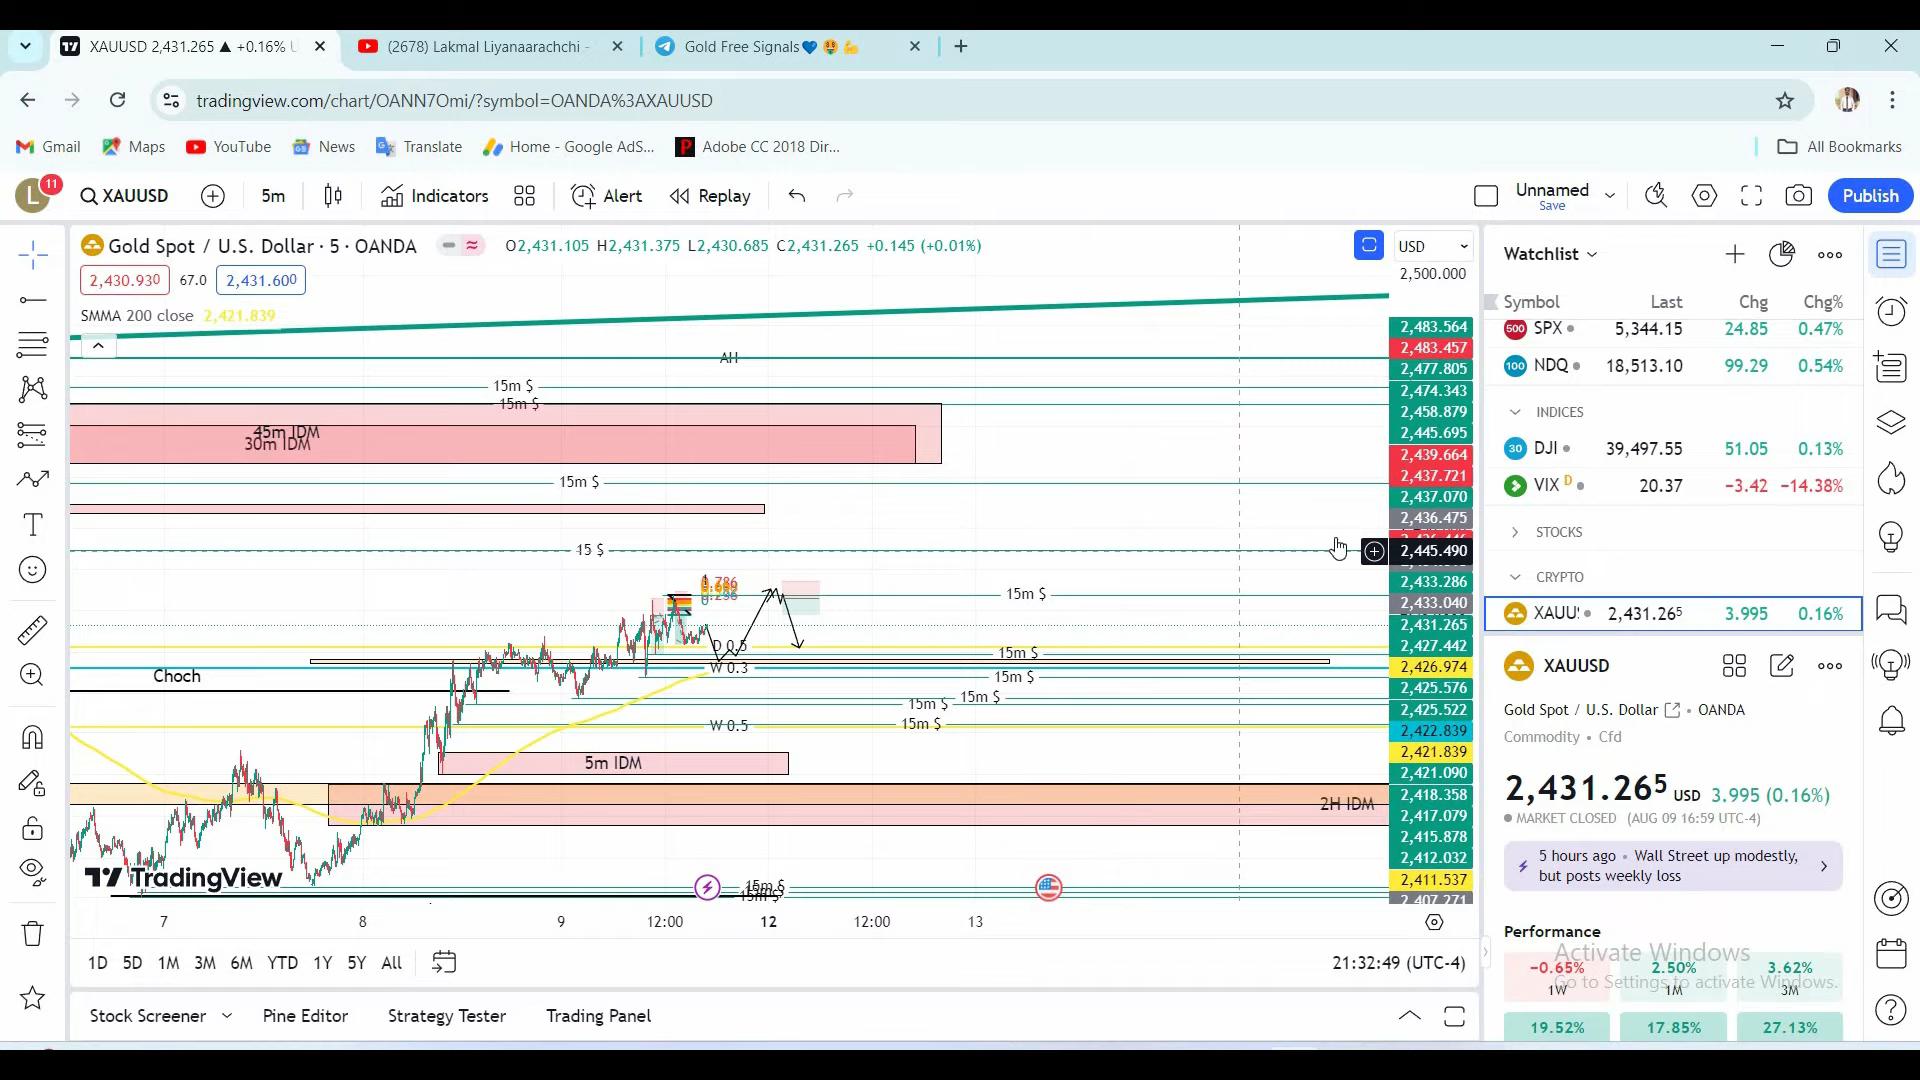 XAUUSD 2,431.265 ▲ +0.16% U
(2678) Lakmal Liyanaarachchi -
Gold Free Signals💙 🤑 💪
tradingview.com/chart/OANN7Omi/?symbol=OANDA%3AXAUUSD
Gmail
Maps
YouTube
News
Translate
Home - Google AdS...
Adobe CC 2018 Dir...
All Bookmarks
L
11
XAUUSD
5m
Indicators
Alert
Replay
Unnamed
Save
Publish
Gold Spot / U.S. Dollar · 5 · OANDA
O2,431.105 H2,431.375 L2,430.685 C2,431.265 +0.145 (+0.01%)
USD
2,430.930
67.0
2,431.600
SMMA 200 close 2,421.839
2,500.000
2,483.564
2,483.457
2,477.805
2,474.343
2,458.879
2,445.695
2,439.664
2,437.721
2,437.070
2,436.475
2,445.490
2,433.286
2,433.040
2,431.265
2,427.442
2,426.974
2,425.576
2,425.522
2,422.839
2,421.839
2,421.090
2,418.358
2,417.079
2,415.878
2,412.032
2,411.537
2,407.271
AH
15m $
15m $
45m IDM
30m IDM
15m $
15 $
0.786
0
15m $
D 0.5
15m $
W 0.3
Choch
15m $
15m $
15m $
W 0.5
15m $
5m IDM
2H IDM
TradingView
15m $
15m $
7
8
9
12:00
12
12:00
13
1D
5D
1M
3M
6M
YTD
1Y
5Y
All
21:32:49 (UTC-4)
Stock Screener
Pine Editor
Strategy Tester
Trading Panel
Watchlist
Symbol Last Chg Chg%
500 SPX 5,344.15 24.85 0.47%
100 NDQ 18,513.10 99.29 0.54%
INDICES
30 DJI 39,497.55 51.05 0.13%
VIX D 20.37 −3.42 −14.38%
STOCKS
CRYPTO
XAUU 2,431.265 3.995 0.16%
XAUUSD
Gold Spot / U.S. Dollar • OANDA
Commodity • Cfd
2,431.265 USD 3.995 (0.16%)
MARKET CLOSED (AUG 09 16:59 UTC-4)
5 hours ago • Wall Street up modestly,
but posts weekly loss
Performance
Activate Windows
Go to Settings to activate Windows.
−0.65%
1W
2.50%
1M
3.62%
3M
19.52%
17.85%
27.13%